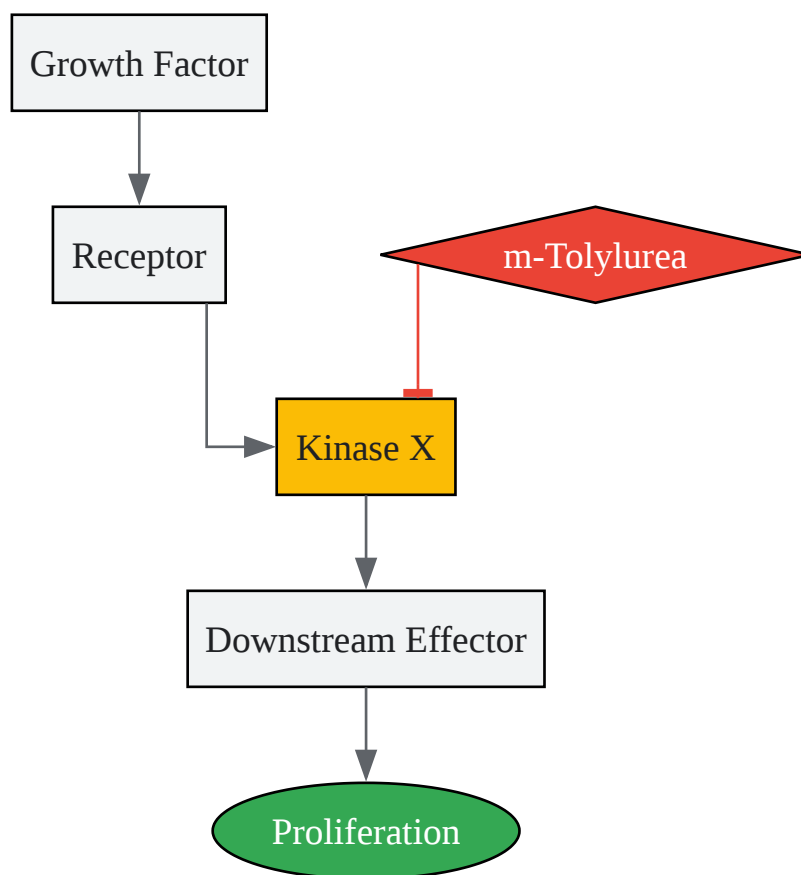 Growth Factor
Receptor
m-Tolylurea
Kinase X
Downstream Effector
Proliferation